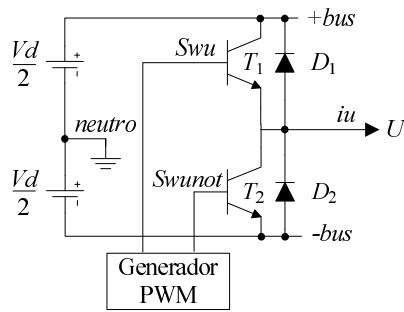 +bus
Swu
Vd
2
T1
D1
neutro
iu
U
Swunot
Vd
2
T2
D2
-bus
Generador
PWM